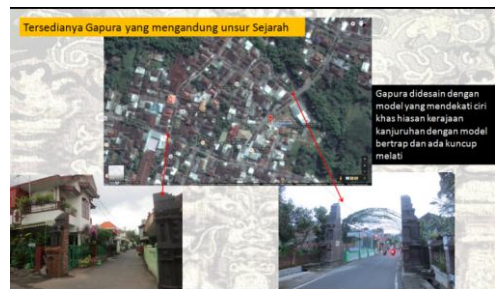 Tersedianya Gapura yang mengandung unsur Sejarah
Gapura didesain dengan
model yang mendekati ciri
khas hiasan kerajaan
kanjuruhan dengan model
bertrap dan ada kuncup
melati